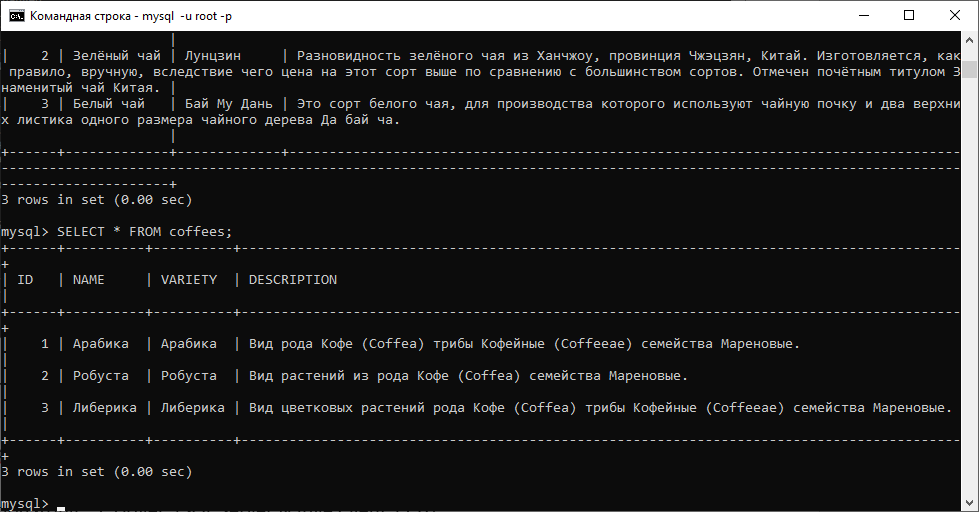 Командная строка - mysql -u root -p
|
| 2 | Зелёный чай | Лунцзин | Разновидность зелёного чая из Ханчжоу, провинция Чжэцзян, Китай. Изготовляется, как
правило, вручную, вследствие чего цена на этот сорт выше по сравнению с большинством сортов. Отмечен почётным титулом З
наменитый чай Китая. |
| 3 | Белый чай | Бай Му Дань | Это сорт белого чая, для производства которого используют чайную почку и два верхни
х листика одного размера чайного дерева Да бай ча.
|
+------+-------------+-------------+------------------------------------------------------------------------------------
------------------------------------------------------------------------------------------------------------------------
---------------------+
3 rows in set (0.00 sec)
mysql> SELECT * FROM coffees;
+------+----------+----------+------------------------------------------------------------------------------------------
+
| ID | NAME | VARIETY | DESCRIPTION
|
+------+----------+----------+------------------------------------------------------------------------------------------
+
| 1 | Арабика | Арабика | Вид рода Кофе (Coffea) трибы Кофейные (Coffeeae) семейства Мареновые.
|
| 2 | Робуста | Робуста | Вид растений из рода Кофе (Coffea) семейства Мареновые.
|
| 3 | Либерика | Либерика | Вид цветковых растений рода Кофе (Coffea) трибы Кофейные (Coffeeae) семейства Мареновые.
|
+------+----------+----------+------------------------------------------------------------------------------------------
+
3 rows in set (0.00 sec)
mysql>